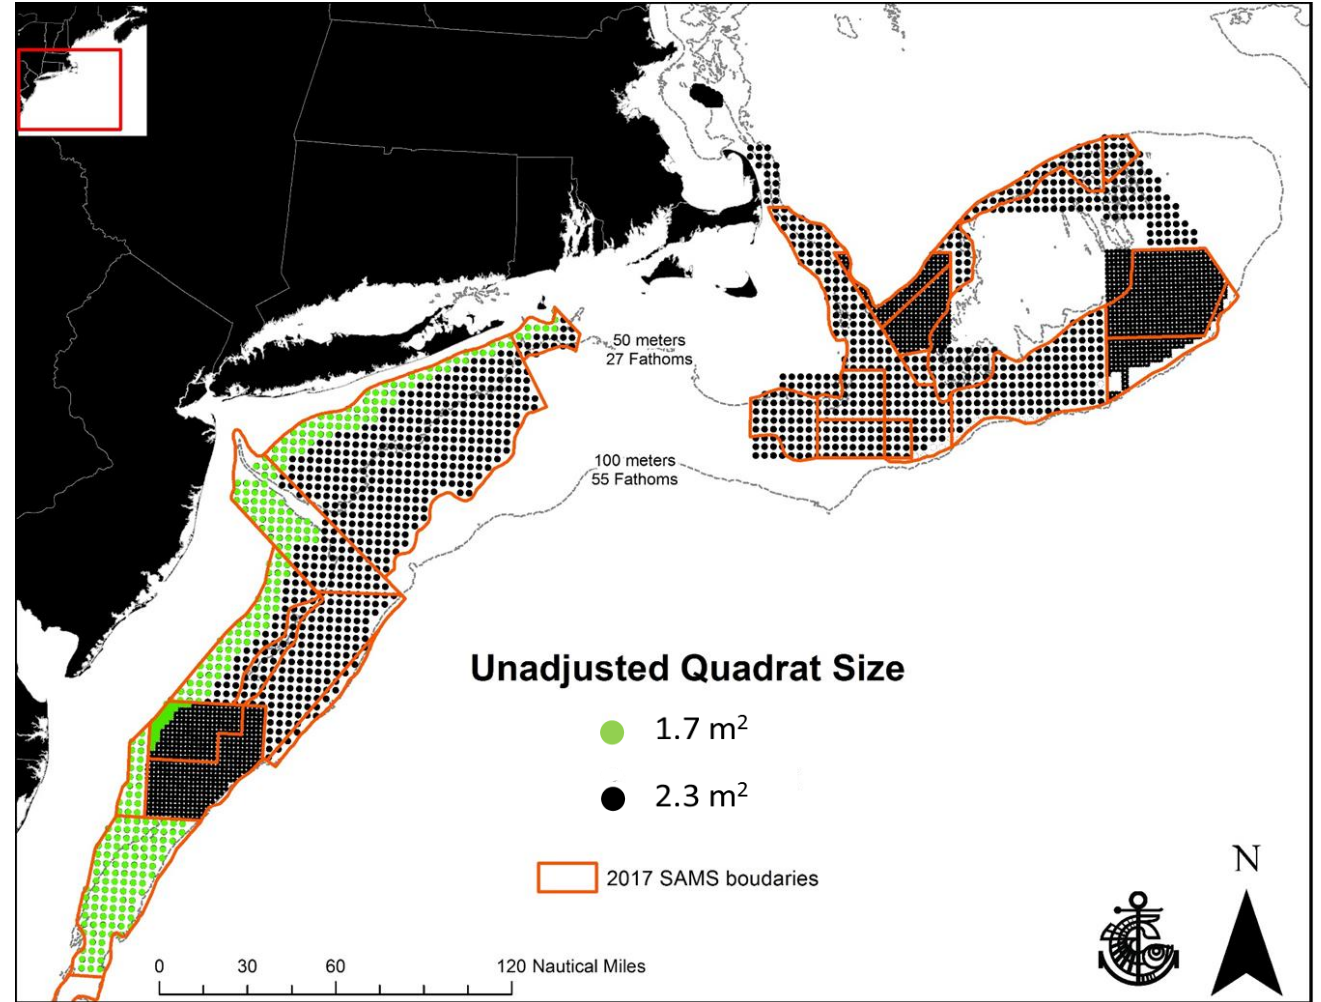 50 meters
27 Fathoms
100 meters
55 Fathoms
Unadjusted Quadrat Size
1.7 m²
2.3 m²
2017 SAMS boudaries
N
0 30 60 120 Nautical Miles